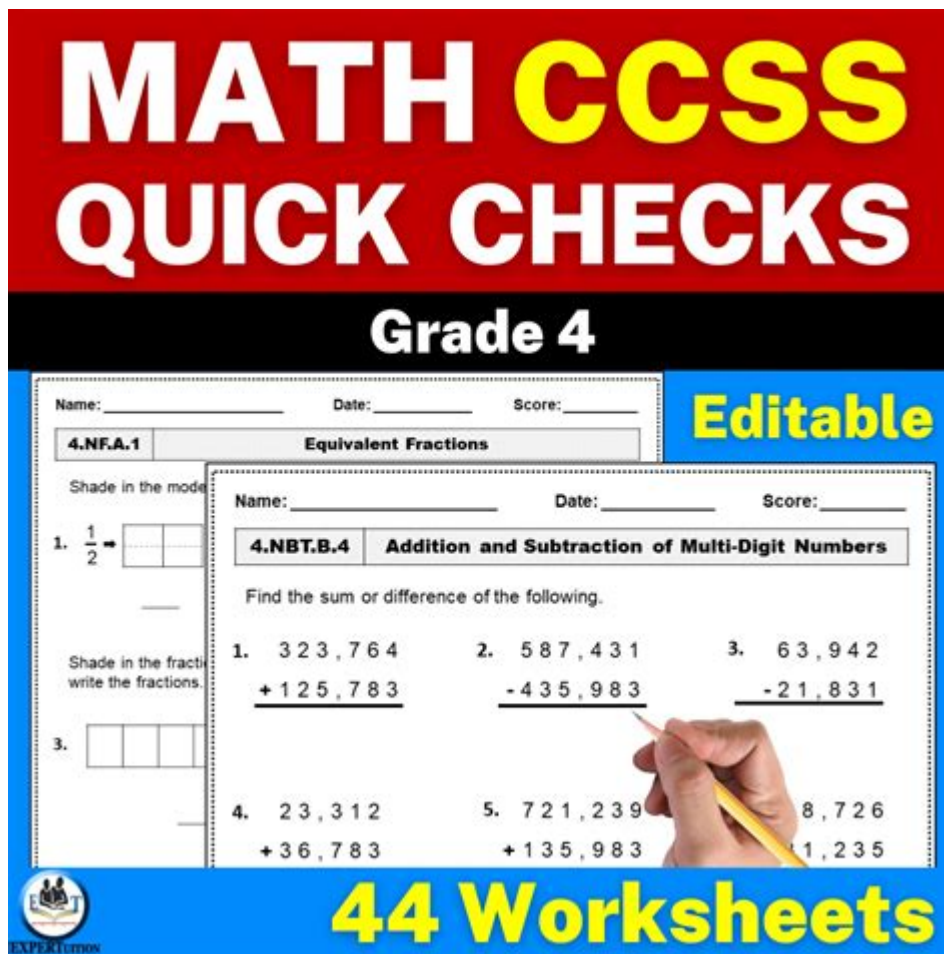 MATH CCSS
QUICK CHECKS
Grade 4
Editable
Name: Date: Score:
4.NF.A.1 Equivalent Fractions
Shade in the mode
1. 1/2
Shade in the fracti
write the fractions.
3.
Name: Date: Score:
4.NBT.B.4 Addition and Subtraction of Multi-Digit Numbers
Find the sum or difference of the following.
1. 323,764 2. 587,431 3. 63,942
+125,783 -435,983 -21,831
4. 23,312 5. 721,239 8,726
+36,783 +135,983 1,235
E T
EXPERTUITION
44 Worksheets